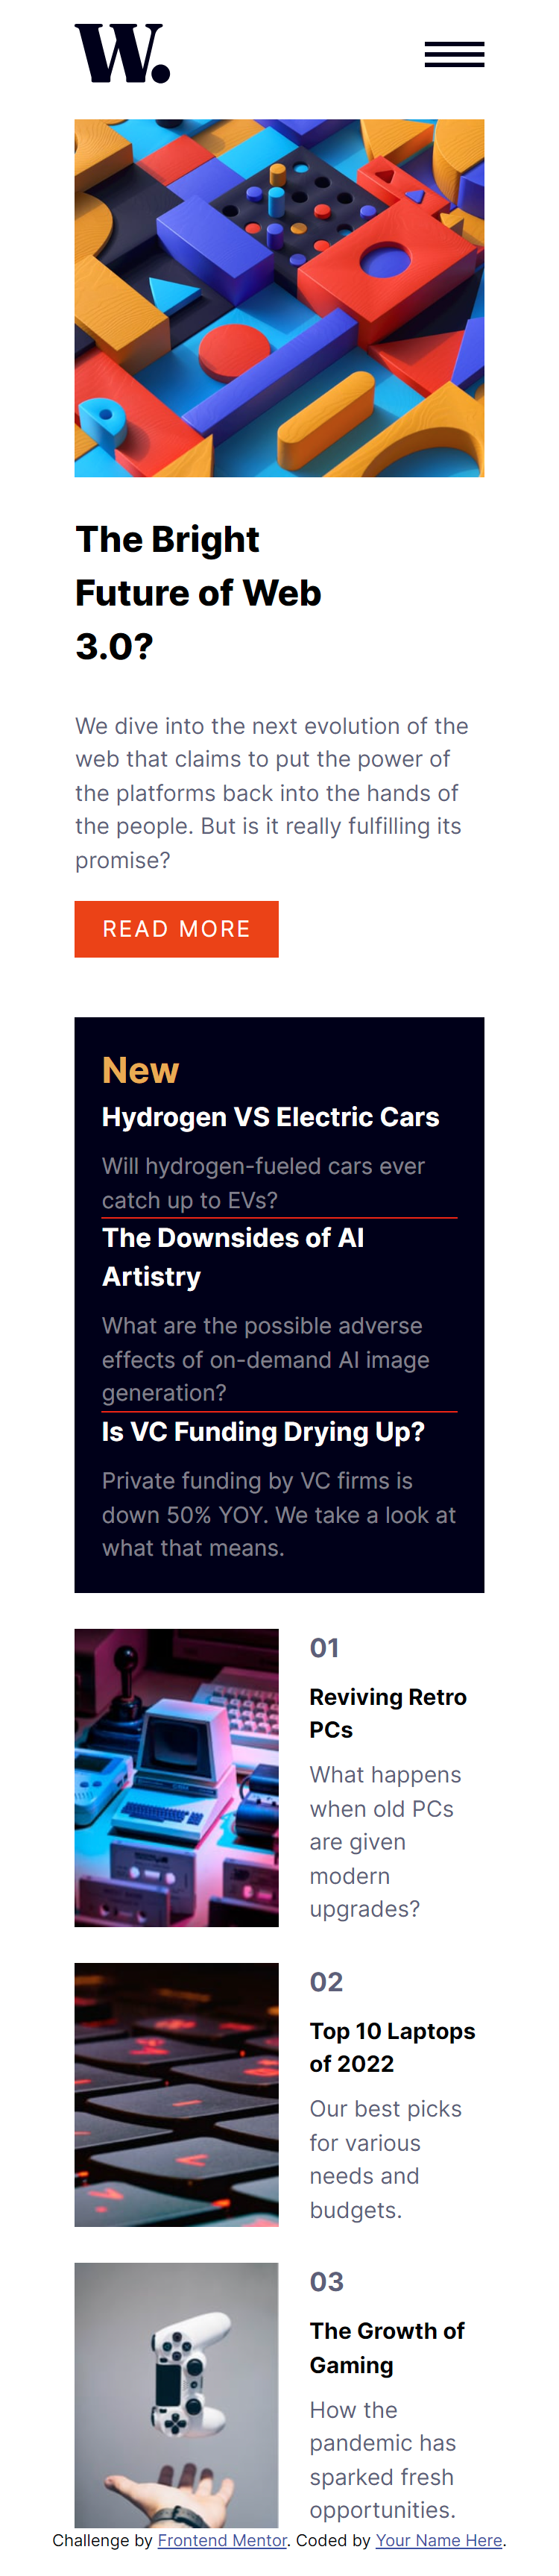 W.
The Bright
Future of Web
3.0?
We dive into the next evolution of the
web that claims to put the power of
the platforms back into the hands of
the people. But is it really fulfilling its
promise?
READ MORE
New
Hydrogen VS Electric Cars
Will hydrogen-fueled cars ever
catch up to EVs?
The Downsides of AI
Artistry
What are the possible adverse
effects of on-demand AI image
generation?
Is VC Funding Drying Up?
Private funding by VC firms is
down 50% YOY. We take a look at
what that means.
01
Reviving Retro
PCs
What happens
when old PCs
are given
modern
upgrades?
02
Top 10 Laptops
of 2022
Our best picks
for various
needs and
budgets.
03
The Growth of
Gaming
How the
pandemic has
sparked fresh
opportunities.
Challenge by Frontend Mentor. Coded by Your Name Here.